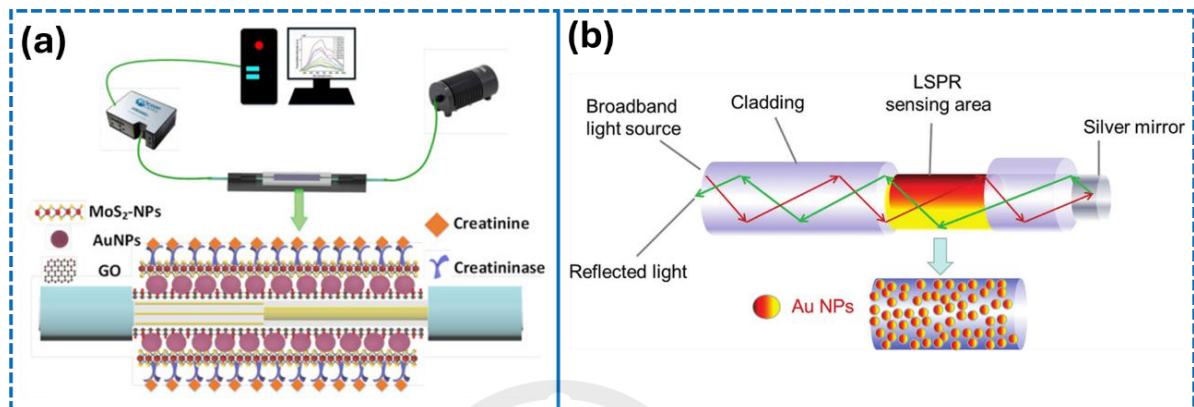 (a)
MoS₂-NPs
AuNPs
GO
Creatinine
Creatininase
(b)
Broadband
light source
Cladding
LSPR
sensing area
Silver mirror
Reflected light
Au NPs